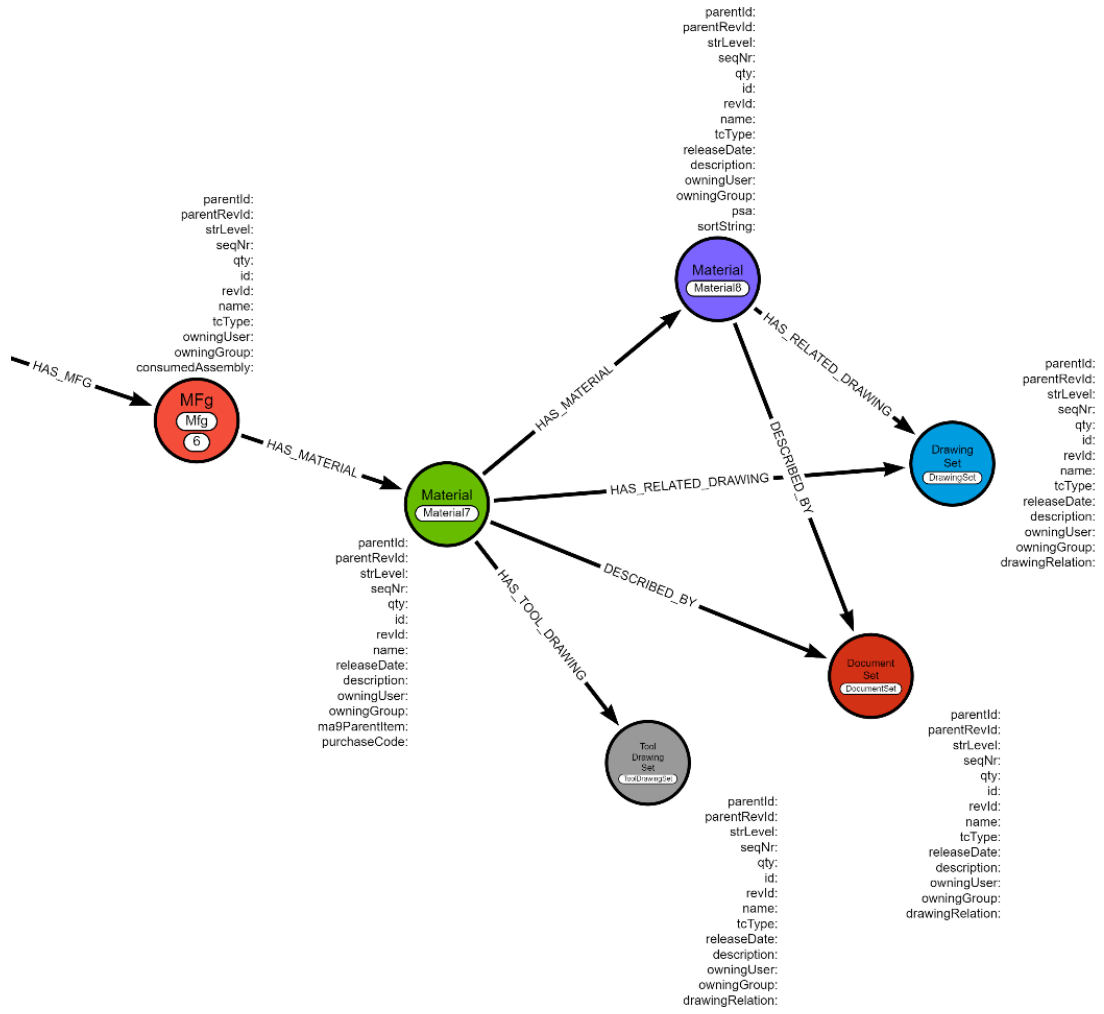 parentId:
parentRevId:
strLevel:
seqNr:
qty:
id:
revId:
name:
tcType:
releaseDate:
description:
owningUser:
owningGroup:
psa:
sortString:
Material
Material8
parentId:
parentRevId:
strLevel:
seqNr:
qty:
id:
revId:
name:
tcType:
owningUser:
owningGroup:
consumedAssembly:
MFg
Mfg
6
HAS_MFG
HAS_MATERIAL
HAS_MATERIAL
HAS_RELATED_DRAWING
HAS_RELATED_DRAWING
DESCRIBED_BY
DESCRIBED_BY
HAS_TOOL_DRAWING
Material
Material7
parentId:
parentRevId:
strLevel:
seqNr:
qty:
id:
revId:
name:
releaseDate:
description:
owningUser:
owningGroup:
ma9ParentItem:
purchaseCode:
Drawing
Set
DrawingSet
parentId:
parentRevId:
strLevel:
seqNr:
qty:
id:
revId:
name:
tcType:
releaseDate:
description:
owningUser:
owningGroup:
drawingRelation:
Document
Set
DocumentSet
parentId:
parentRevId:
strLevel:
seqNr:
qty:
id:
revId:
name:
tcType:
releaseDate:
description:
owningUser:
owningGroup:
drawingRelation:
Tool
Drawing
Set
ToolDrawingSet
parentId:
parentRevId:
strLevel:
seqNr:
qty:
id:
revId:
name:
tcType:
releaseDate:
description:
owningUser:
owningGroup:
drawingRelation: